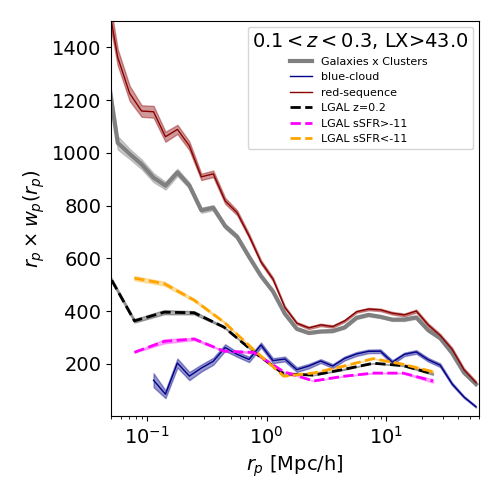 0.1 < z < 0.3, LX>43.0
Galaxies x Clusters
blue-cloud
red-sequence
LGAL z=0.2
LGAL sSFR>-11
LGAL sSFR<-11
1400
1200
1000
800
600
400
200
r_p × w_p(r_p)
10^{-1} 10^{0} 10^{1}
r_p [Mpc/h]